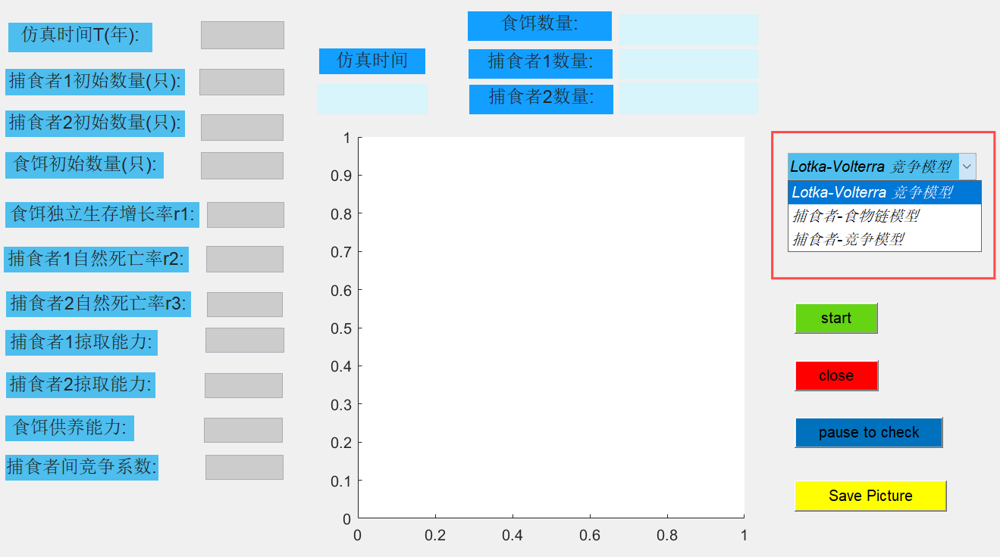 仿真时间T(年):
捕食者1初始数量(只):
捕食者2初始数量(只):
食饵初始数量(只):
食饵独立生存增长率r1:
捕食者1自然死亡率r2:
捕食者2自然死亡率r3:
捕食者1掠取能力:
捕食者2掠取能力:
食饵供养能力:
捕食者间竞争系数:
仿真时间
食饵数量:
捕食者1数量:
捕食者2数量:
1
0.9
0.8
0.7
0.6
0.5
0.4
0.3
0.2
0.1
0
0 0.2 0.4 0.6 0.8 1
Lotka-Volterra 竞争模型
Lotka-Volterra 竞争模型
捕食者-食物链模型
捕食者-竞争模型
start
close
pause to check
Save Picture